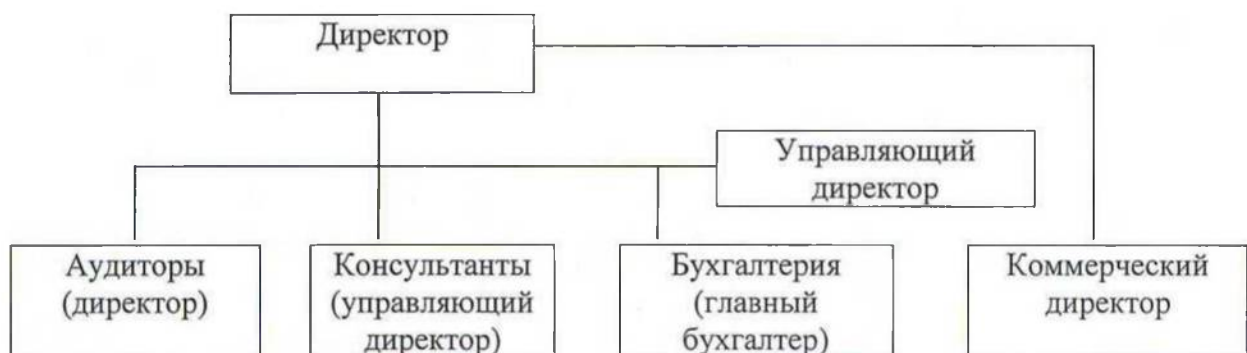 Директор
Управляющий
директор
Аудиторы
(директор)
Консультанты
(управляющий
директор)
Бухгалтерия
(главный
бухгалтер)
Коммерческий
директор